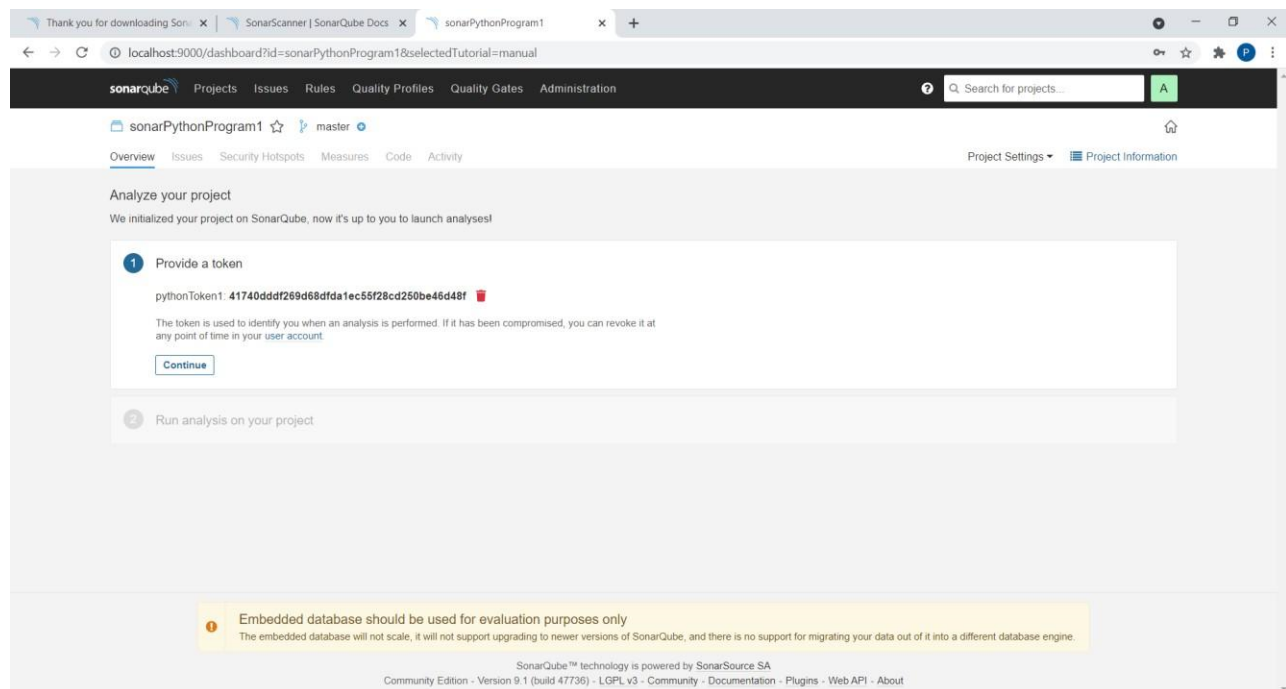 Thank you for downloading Sona
SonarScanner | SonarQube Docs
sonarPythonProgram1
localhost:9000/dashboard?id=sonarPythonProgram1&selectedTutorial=manual
P
sonarqube Projects Issues Rules Quality Profiles Quality Gates Administration
Search for projects...
A
sonarPythonProgram1 master
Overview Issues Security Hotspots Measures Code Activity
Project Settings Project Information
Analyze your project
We initialized your project on SonarQube, now it's up to you to launch analyses!
1 Provide a token
pythonToken1: 41740dddf269d68dfda1ec55f28cd250be46d48f
The token is used to identify you when an analysis is performed. If it has been compromised, you can revoke it at
any point of time in your user account.
Continue
2 Run analysis on your project
Embedded database should be used for evaluation purposes only
The embedded database will not scale, it will not support upgrading to newer versions of SonarQube, and there is no support for migrating your data out of it into a different database engine.
SonarQube™ technology is powered by SonarSource SA
Community Edition - Version 9.1 (build 47736) - LGPL v3 - Community - Documentation - Plugins - Web API - About